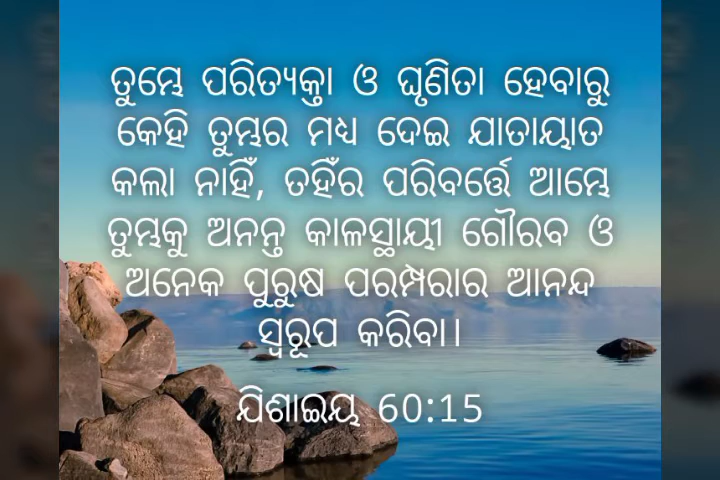 ତୁମ୍ଭେ ପରିତ୍ୟକ୍ତା ଓ ଘୃଣିତା ହେବାରୁ
କେହି ତୁମ୍ଭର ମଧ୍ୟ ଦେଇ ଯାତାୟାତ
କଲା ନାହିଁ, ତହିଁର ପରିବର୍ତ୍ତେ ଆମ୍ଭେ
ତୁମ୍ଭକୁ ଅନନ୍ତ କାଳସ୍ଥାୟୀ ଗୌରବ ଓ
ଅନେକ ପୁରୁଷ ପରମ୍ପରାର ଆନନ୍ଦ
ସ୍ୱରୂପ କରିବା।
ଯିଶାଇୟ 60:15